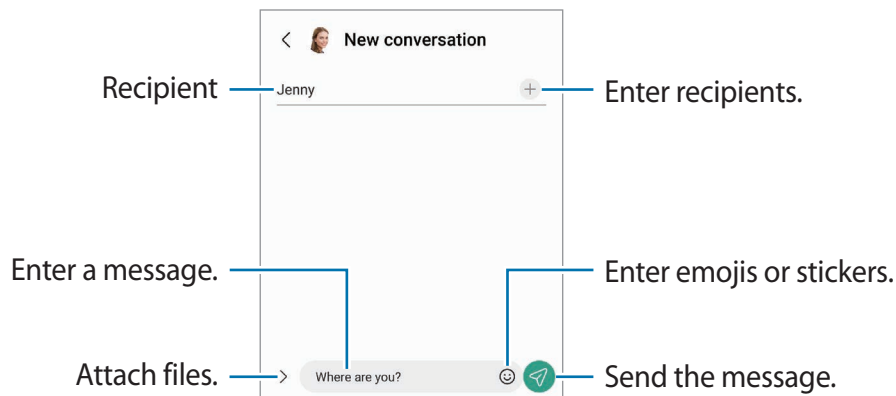 New conversation
Recipient
Jenny
Enter recipients.
Enter a message.
Enter emojis or stickers.
Attach files.
Where are you?
Send the message.